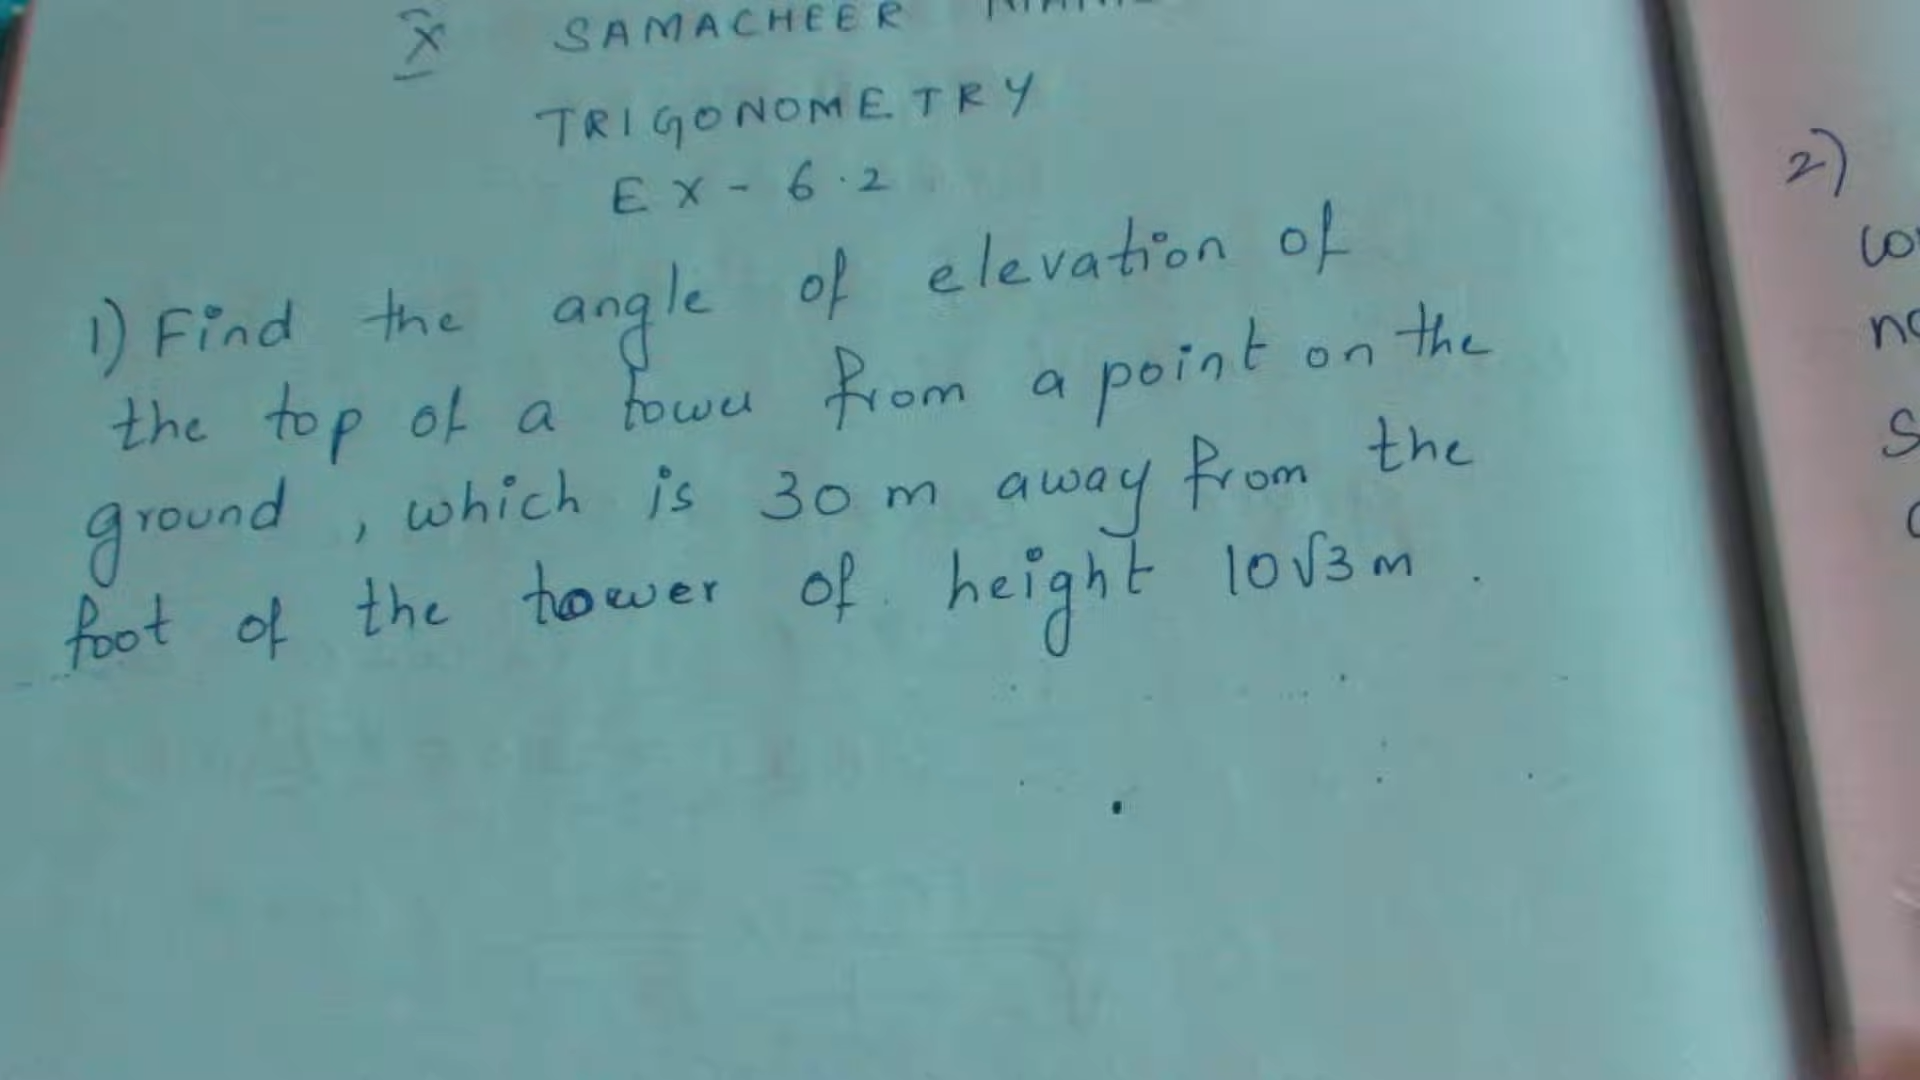 X SAMACHEER
TRIGONOMETRY
EX - 6.2
1) Find the angle of elevation of
the top of a tower from a point on the
ground, which is 30 m away from the
foot of the tower of height 10√3 m.
2)